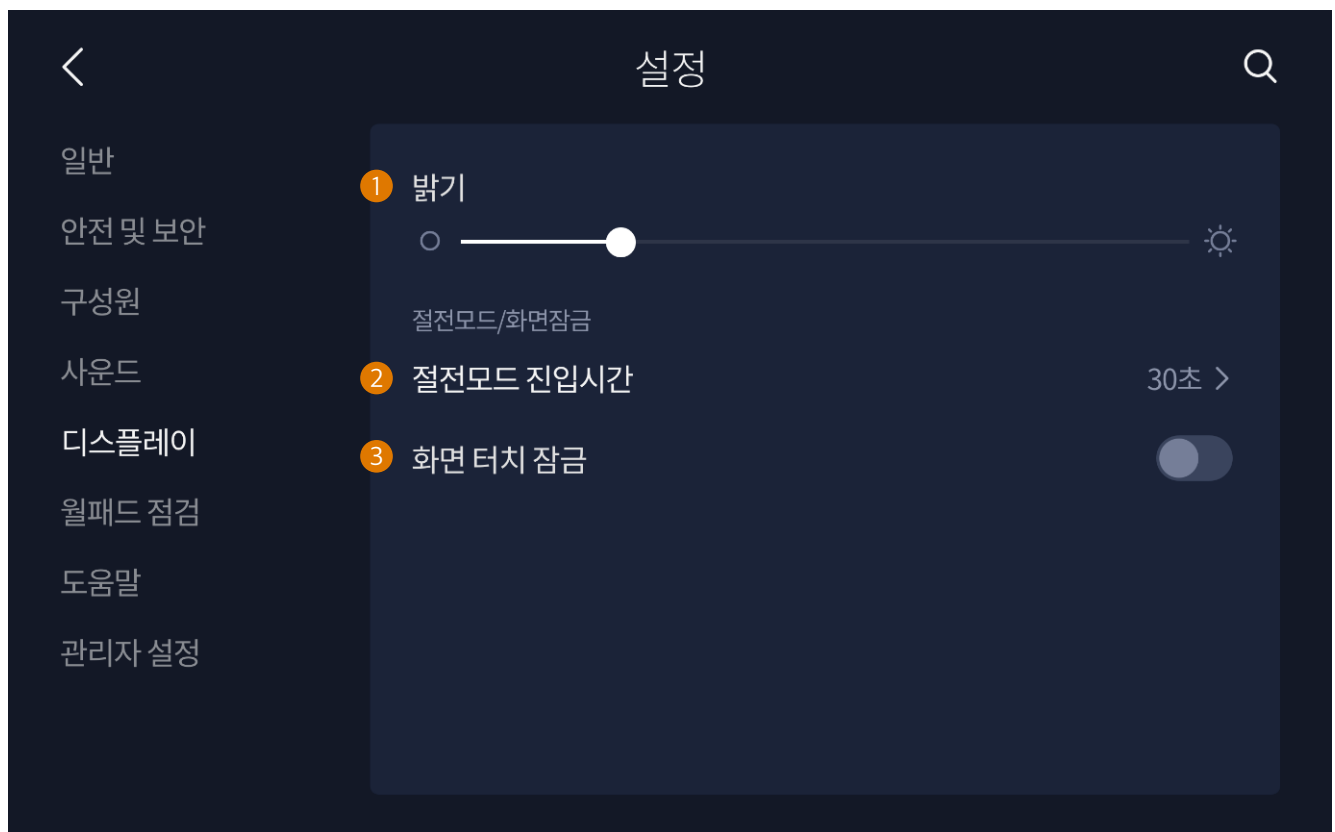 설정
일반
안전 및 보안
구성원
사운드
디스플레이
월패드 점검
도움말
관리자 설정
1 밝기
절전모드/화면잠금
2 절전모드 진입시간 30초
3 화면 터치 잠금